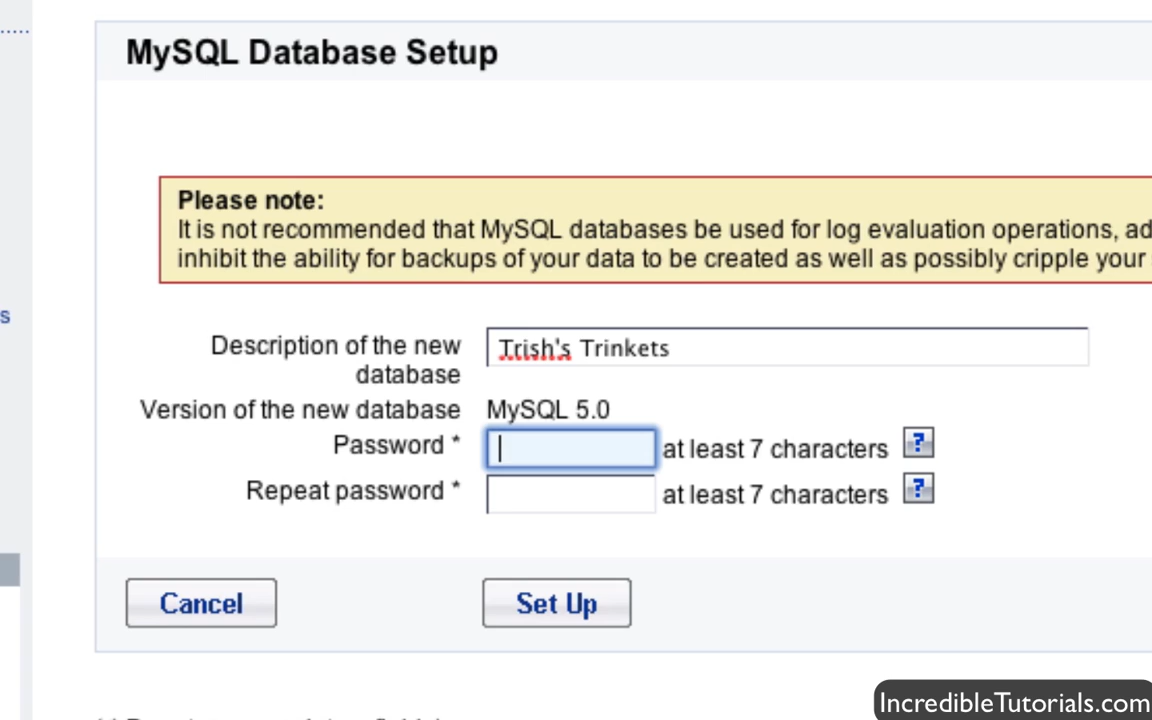 MySQL Database Setup
Please note:
It is not recommended that MySQL databases be used for log evaluation operations, ad
inhibit the ability for backups of your data to be created as well as possibly cripple your
s
Description of the new
database
Trish's Trinkets
Version of the new database MySQL 5.0
Password * at least 7 characters ?
Repeat password * at least 7 characters ?
Cancel Set Up
IncredibleTutorials.com